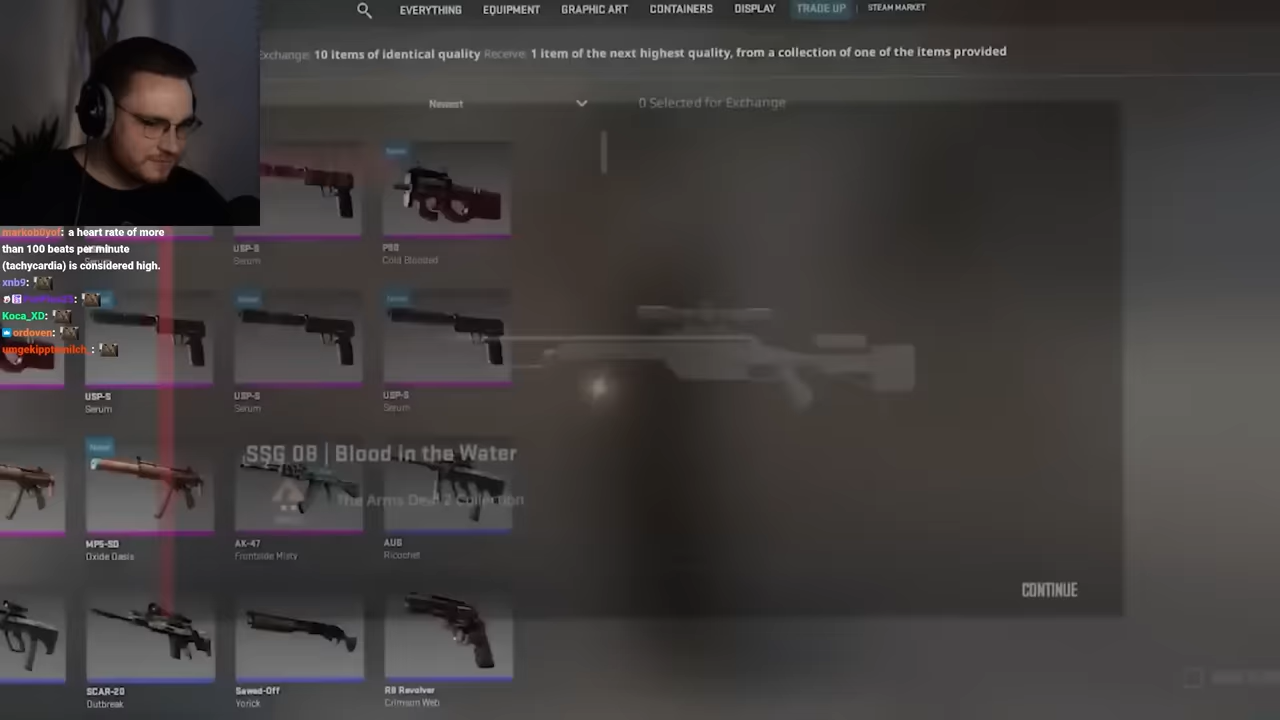 EVERYTHING EQUIPMENT GRAPHIC ART CONTAINERS DISPLAY TRADE UP STEAM MARKET
Exchange: 10 items of identical quality Receive: 1 item of the next highest quality, from a collection of one of the items provided
Newest
0 Selected for Exchange
markob0yo!: a heart rate of more
than 100 beats per minute
(tachycardia) is considered high.
xnb9:
Koca_XD:
ordoven:
USP-S
Serum
P90
Cold Blooded
USP-S
Serum
USP-S
Serum
USP-S
Serum
SSG 08 | Blood in the Water
The Arms Deal 2 Collection
MP5-SD
Oxide Oasis
AK-47
Frontside Misty
AUG
Ricochet
CONTINUE
SCAR-20
Outbreak
Sawed-Off
Yorick
R8 Revolver
Crimson Web